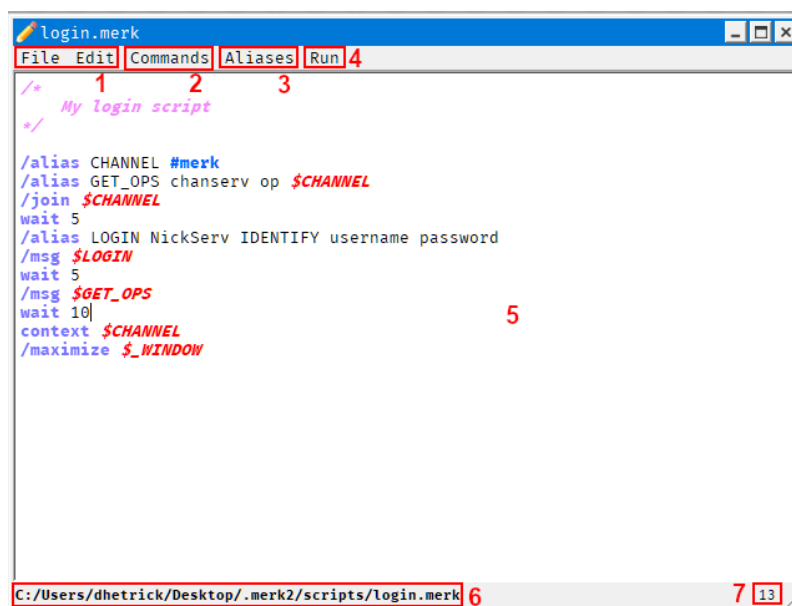 login.merk
File Edit Commands Aliases Run 4
1 2 3
/*
My login script
*/
/alias CHANNEL #merk
/alias GET_OPS chanserv op $CHANNEL
/join $CHANNEL
wait 5
/alias LOGIN NickServ IDENTIFY username password
/msg $LOGIN
wait 5
/msg $GET_OPS
wait 10
5
context $CHANNEL
/maximize $_WINDOW
C:/Users/dhetrick/Desktop/.merk2/scripts/login.merk 6 7 13